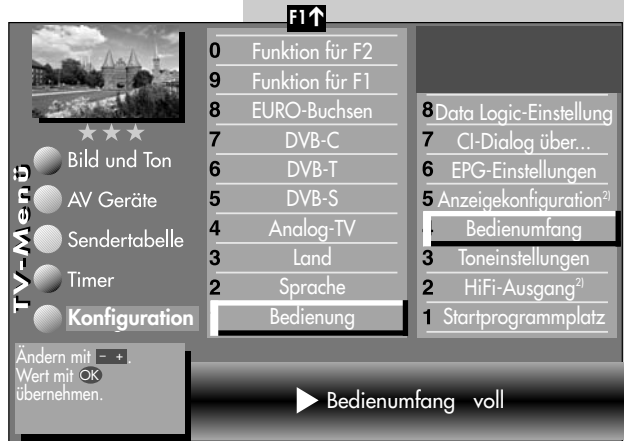 F1↑
TV-Menü
Bild und Ton
AV Geräte
Sendertabelle
Timer
Konfiguration
Ändern mit - + .
Wert mit OK
übernehmen.
0 Funktion für F2
9 Funktion für F1
8 EURO-Buchsen
7 DVB-C
6 DVB-T
5 DVB-S
4 Analog-TV
3 Land
2 Sprache
Bedienung
8 Data Logic-Einstellung
7 CI-Dialog über...
6 EPG-Einstellungen
5 Anzeigekonfiguration2)
Bedienumfang
3 Toneinstellungen
2 HiFi-Ausgang2)
1 Startprogrammplatz
Bedienumfang voll